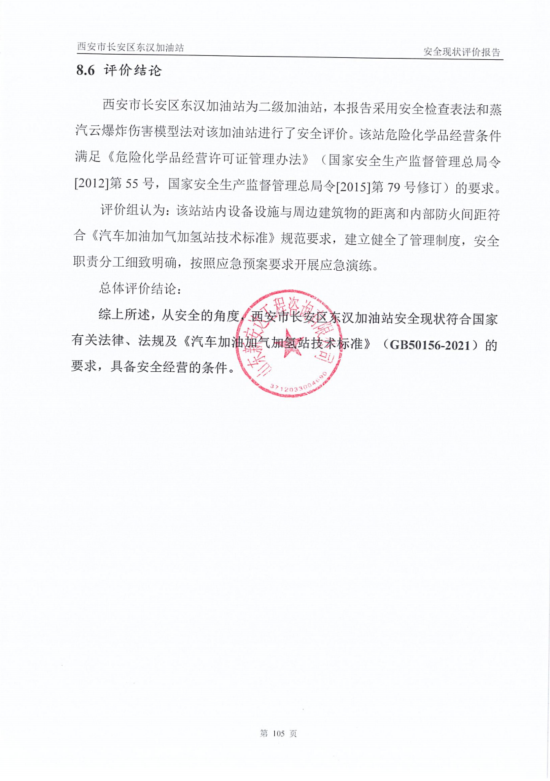 西安市长安区东汉加油站 安全现状评价报告
8.6 评价结论
西安市长安区东汉加油站为二级加油站，本报告采用安全检查表法和蒸
汽云爆炸伤害模型法对该加油站进行了安全评价。该站危险化学品经营条件
满足《危险化学品经营许可证管理办法》（国家安全生产监督管理总局令
[2012]第 55 号，国家安全生产监督管理总局令[2015]第 79 号修订）的要求。
评价组认为：该站站内设备设施与周边建筑物的距离和内部防火间距符
合《汽车加油加气加氢站技术标准》规范要求，建立健全了管理制度，安全
职责分工细致明确，按照应急预案要求开展应急演练。
总体评价结论：
综上所述，从安全的角度，西安市长安区东汉加油站安全现状符合国家
有关法律、法规及《汽车加油加气加氢站技术标准》（GB50156-2021）的
要求，具备安全经营的条件。
第 105 页